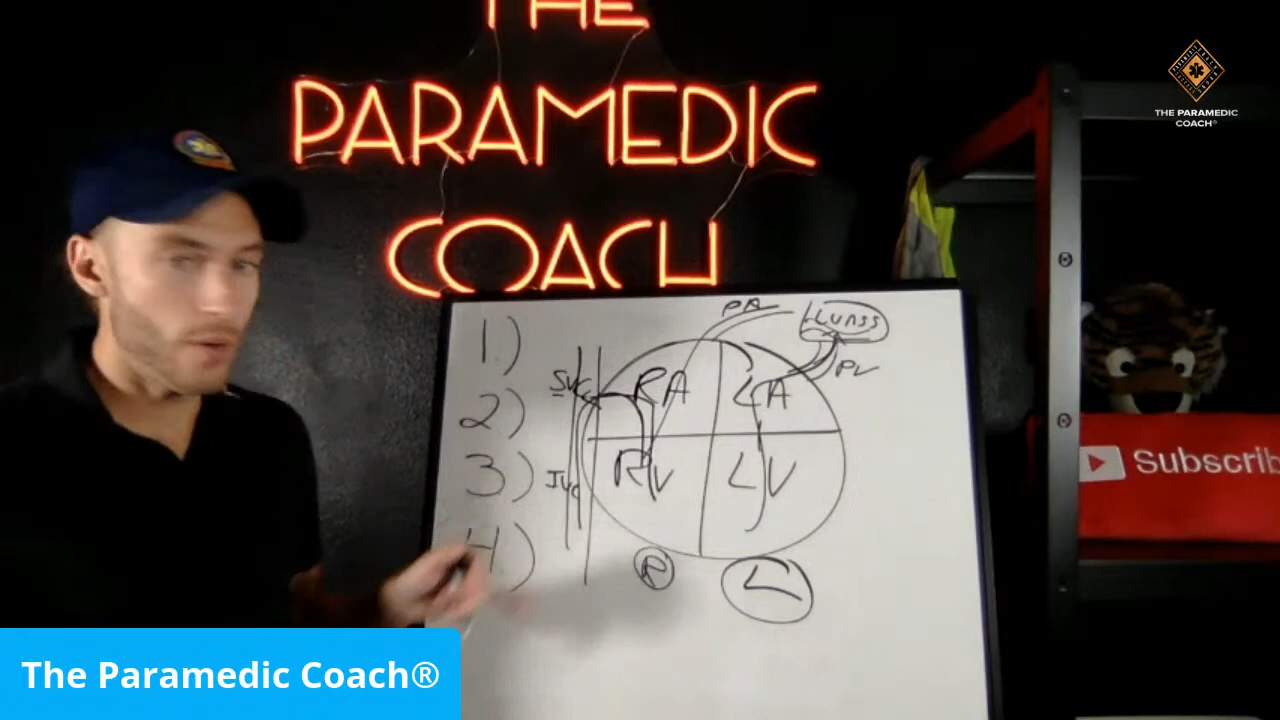 THE
PARAMEDIC
COACH
THE PARAMEDIC
COACH®
1.)
2.)
3.)
4.)
PA
LUNGS
PV
SVC
RA
LA
IVC
RV
LV
R
L
Subscrib
The Paramedic Coach®